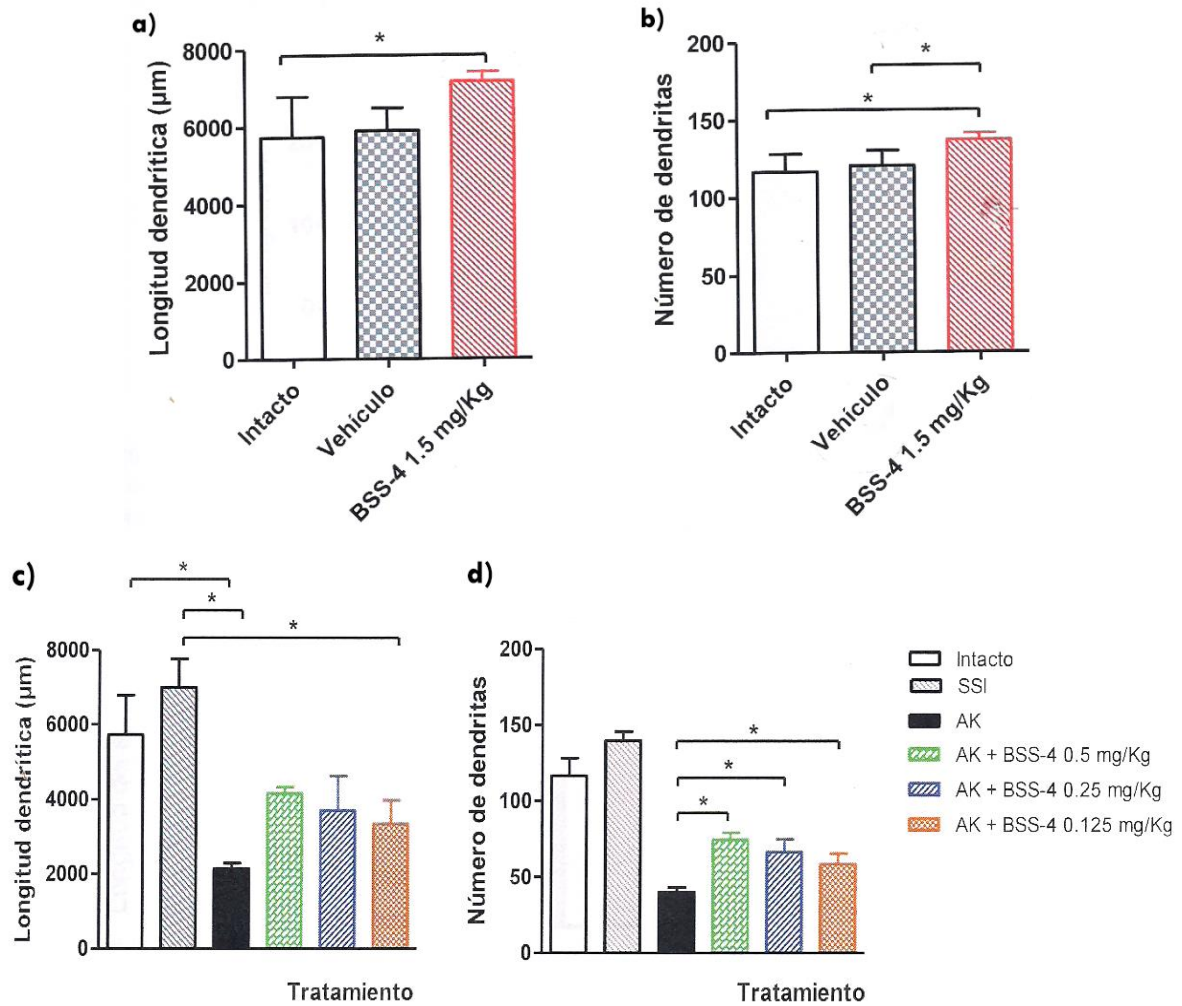 a)
*
Longitud dendrítica (µm)
8000
6000
4000
2000
0
Intacto
Vehículo
BSS-4 1.5 mg/Kg
b)
*
*
Número de dendritas
200
150
100
50
0
Intacto
Vehículo
BSS-4 1.5 mg/Kg
c)
*
*
*
Longitud dendrítica (µm)
8000
6000
4000
2000
0
Tratamiento
d)
*
*
*
Número de dendritas
200
150
100
50
0
Tratamiento
Intacto
SSI
AK
AK + BSS-4 0.5 mg/Kg
AK + BSS-4 0.25 mg/Kg
AK + BSS-4 0.125 mg/Kg